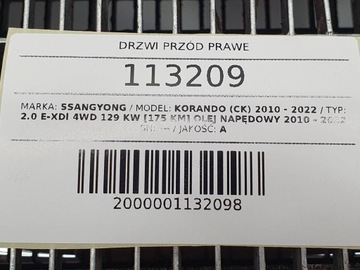 DRZWI PRZÓD PRAWE
113209
MARKA: SSANGYONG / MODEL: KORANDO (CK) 2010 - 2022 / TYP:
2.0 E-XDI 4WD 129 KW [175 KM] OLEJ NAPĘDOWY 2010 - 2022
/ JAKOŚĆ: A
2000001132098